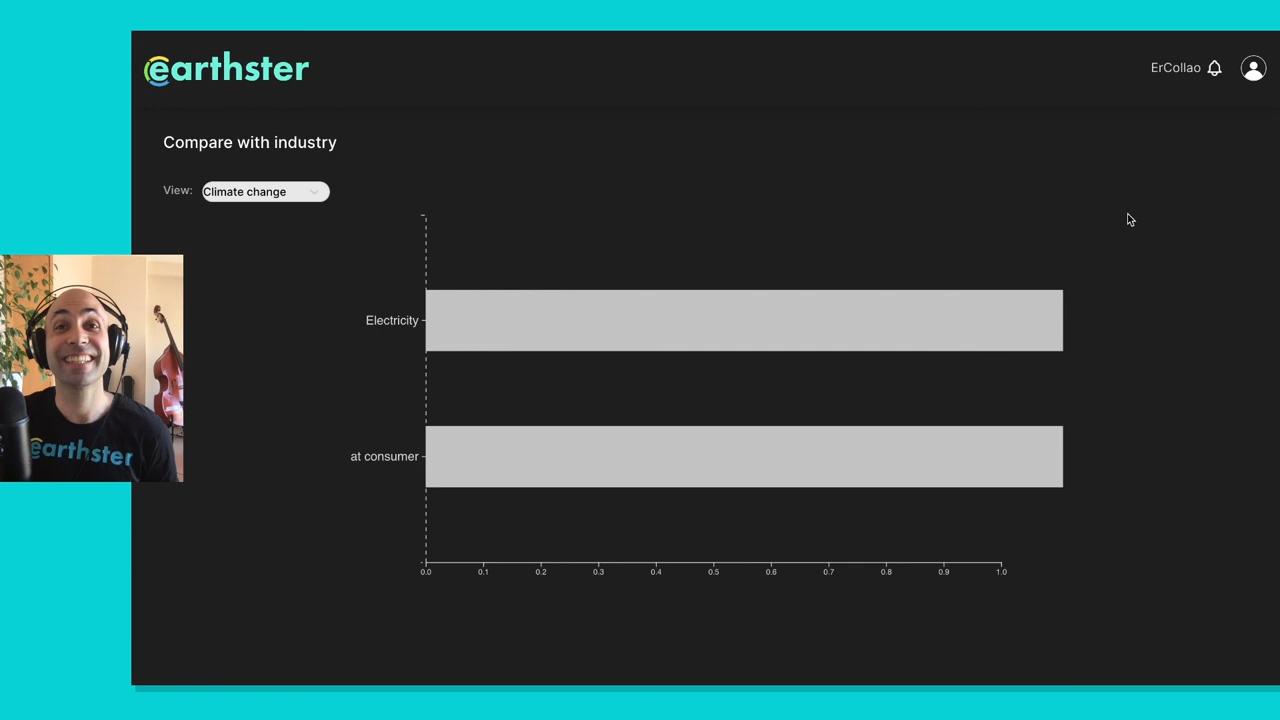 earthster
ErCollao
Compare with industry
View: Climate change
Electricity
at consumer
0.0 0.1 0.2 0.3 0.4 0.5 0.6 0.7 0.8 0.9 1.0
earthster